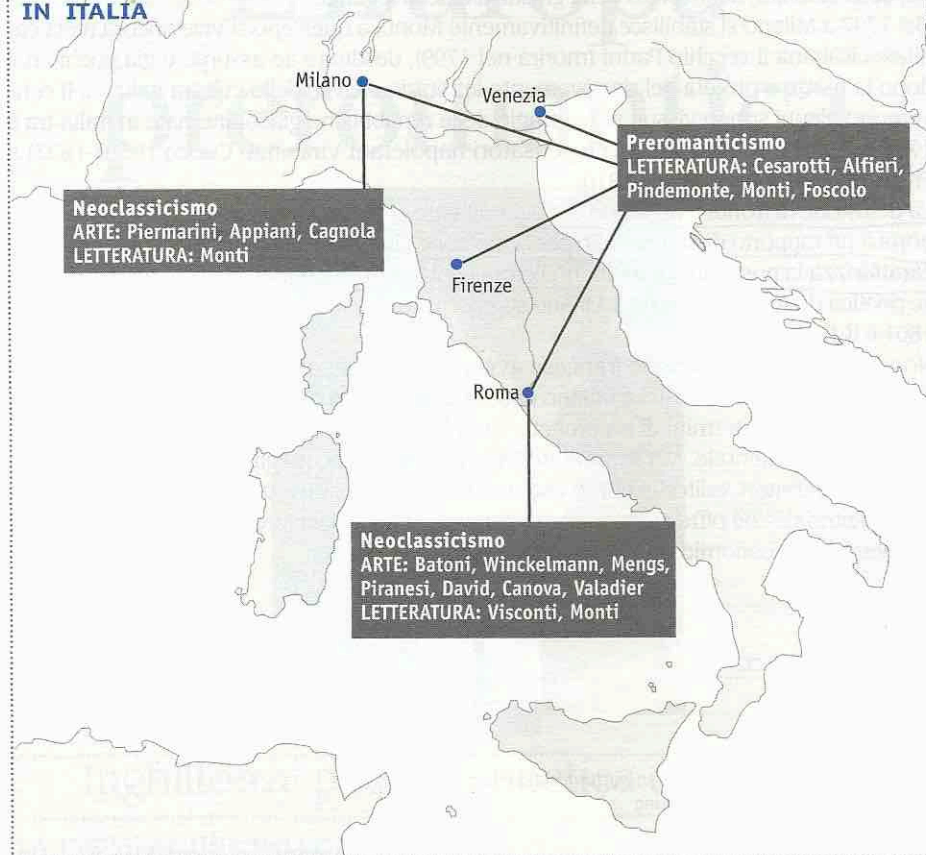 IN ITALIA
Milano
Venezia
Preromanticismo
LETTERATURA: Cesarotti, Alfieri,
Pindemonte, Monti, Foscolo
Neoclassicismo
ARTE: Piermarini, Appiani, Cagnola
LETTERATURA: Monti
Firenze
Roma
Neoclassicismo
ARTE: Batoni, Winckelmann, Mengs,
Piranesi, David, Canova, Valadier
LETTERATURA: Visconti, Monti